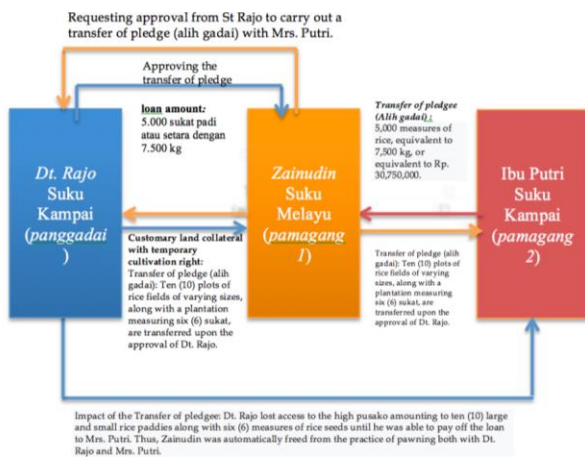 Requesting approval from St Rajo to carry out a
transfer of pledge (alih gadai) with Mrs. Putri.
Approving the
transfer of pledge
loan amount:
5.000 sukat padi
atau setara dengan
7.500 kg
Transfer of pledgee
(Alih gadai) :
5,000 measures of
rice, equivalent to
7,500 kg, or
equivalent to Rp.
30,750,000.
Dt. Rajo
Suku
Kampai
(panggadai
)
Zainudin
Suku
Melayu
(pamagang
1)
Ibu Putri
Suku
Kampai
(pamagang
2)
Customary land collateral
with temporary
cultivation right:
Transfer of pledge (alih
gadai): Ten (10) plots of
rice fields of varying sizes,
along with a plantation
measuring six (6) sukat,
are transferred upon the
approval of Dt. Rajo.
Transfer of pledge (alih
gadai): Ten (10) plots of
rice fields of varying
sizes, along with a
plantation measuring
six (6) sukat, are
transferred upon the
approval of Dt. Rajo.
Impact of the Transfer of pledgee: Dt. Rajo lost access to the high pusako amounting to ten (10) large
and small rice paddies along with six (6) measures of rice seeds until he was able to pay off the loan
to Mrs. Putri. Thus, Zainudin was automatically freed from the practice of pawning both with Dt.
Rajo and Mrs. Putri.